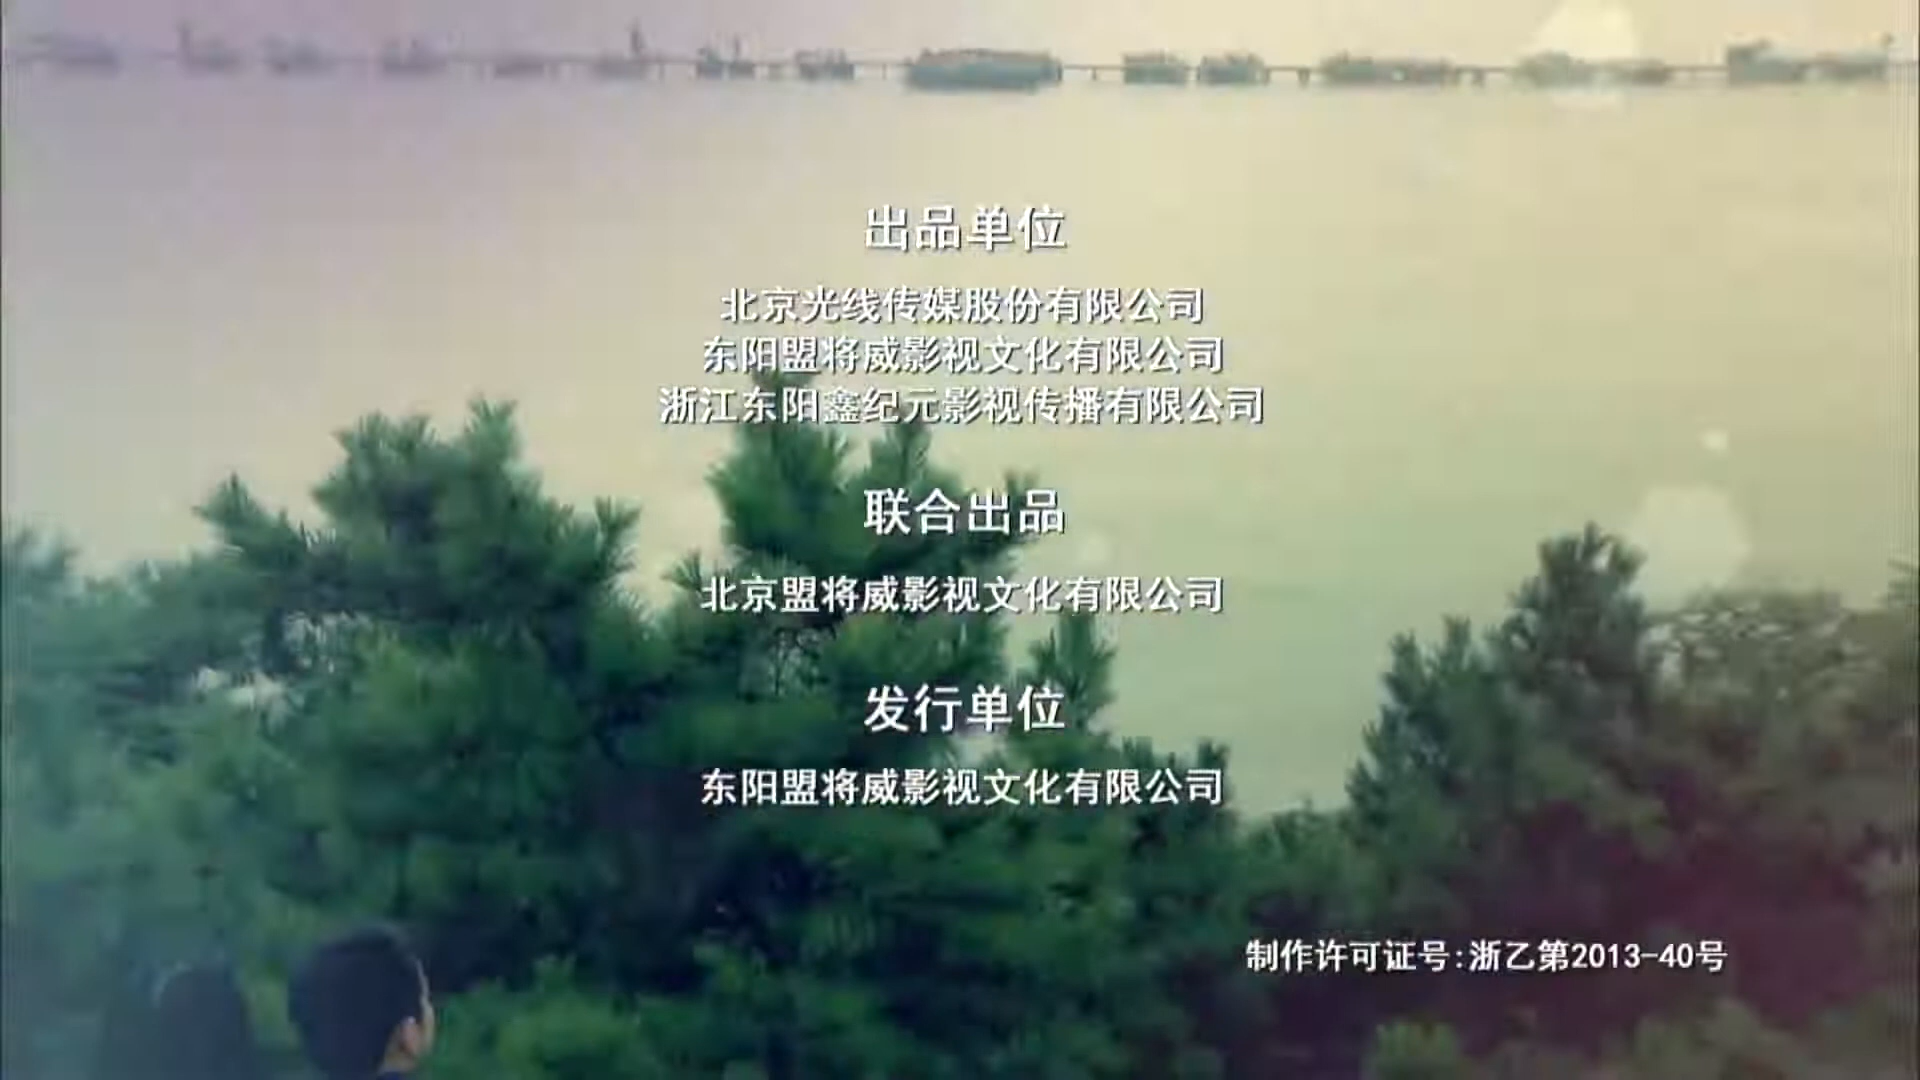 出品单位
北京光线传媒股份有限公司
东阳盟将威影视文化有限公司
浙江东阳鑫纪元影视传播有限公司
联合出品
北京盟将威影视文化有限公司
发行单位
东阳盟将威影视文化有限公司
制作许可证号:浙乙第2013-40号